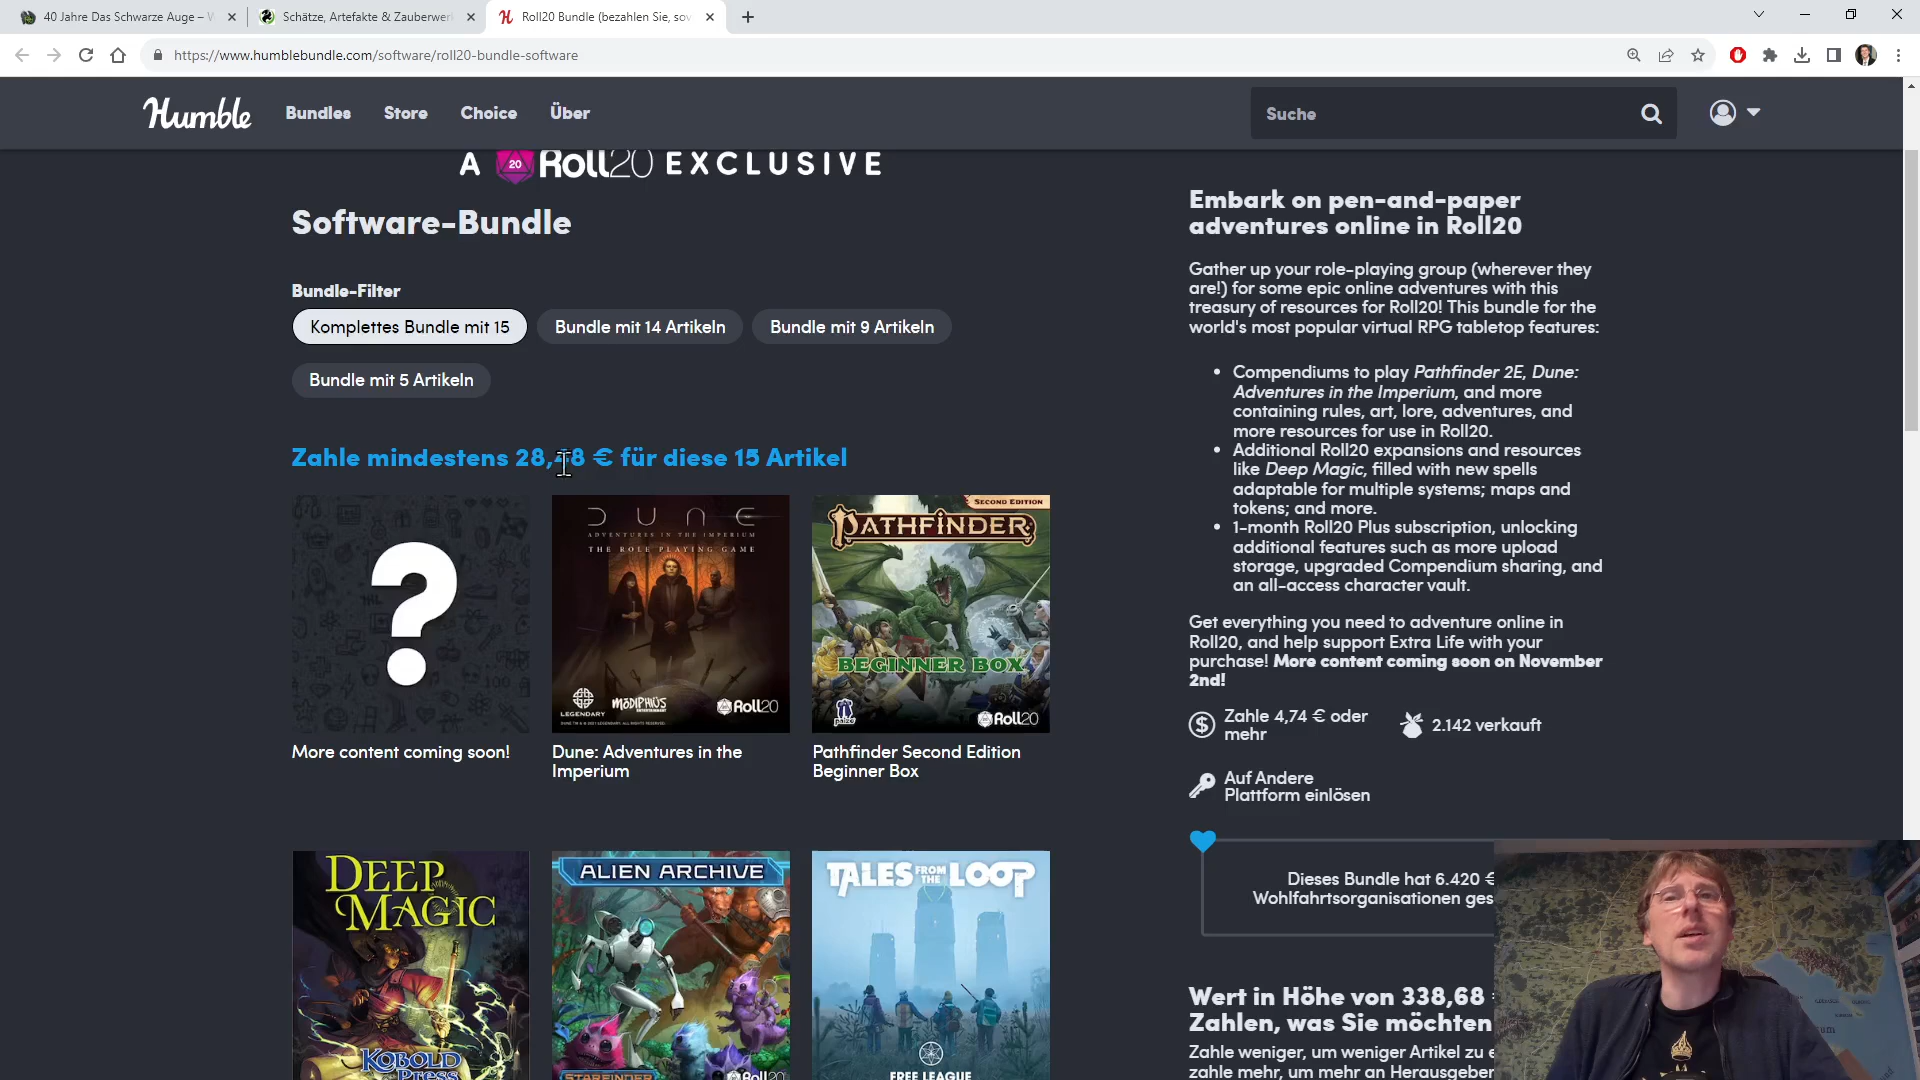 40 Jahre Das Schwarze Auge –
Schätze, Artefakte & Zauberwer
Roll20 Bundle (bezahlen Sie, sov
https://www.humblebundle.com/software/roll20-bundle-software
Humble
Bundles
Store
Choice
Über
Suche
A 20 Roll20 EXCLUSIVE
Software-Bundle
Bundle-Filter
Komplettes Bundle mit 15
Bundle mit 14 Artikeln
Bundle mit 9 Artikeln
Bundle mit 5 Artikeln
Zahle mindestens 28,48 € für diese 15 Artikel
?
DUNE
ADVENTURES IN THE IMPERIUM
THE ROLE PLAYING GAME
LEGENDARY
MÖDIPHIÜS
Roll20
SECOND EDITION
PATHFINDER
BEGINNER BOX
paizo
Roll20
More content coming soon!
Dune: Adventures in the
Imperium
Pathfinder Second Edition
Beginner Box
DEEP
MAGIC
KOBOLD
Press
ALIEN ARCHIVE
STARFINDER
Roll20
TALES FROM THE LOOP
FREE LEAGUE
Embark on pen-and-paper
adventures online in Roll20
Gather up your role-playing group (wherever they
are!) for some epic online adventures with this
treasury of resources for Roll20! This bundle for the
world's most popular virtual RPG tabletop features:
• Compendiums to play Pathfinder 2E, Dune:
Adventures in the Imperium, and more
containing rules, art, lore, adventures, and
more resources for use in Roll20.
• Additional Roll20 expansions and resources
like Deep Magic, filled with new spells
adaptable for multiple systems; maps and
tokens; and more.
• 1-month Roll20 Plus subscription, unlocking
additional features such as more upload
storage, upgraded Compendium sharing, and
an all-access character vault.
Get everything you need to adventure online in
Roll20, and help support Extra Life with your
purchase! More content coming soon on November
2nd!
Zahle 4,74 € oder
mehr
2.142 verkauft
Auf Andere
Plattform einlösen
Dieses Bundle hat 6.420 €
Wohlfahrtsorganisationen ges
Wert in Höhe von 338,68
Zahlen, was Sie möchten
Zahle weniger, um weniger Artikel zu e
zahle mehr, um mehr an Herausgeber